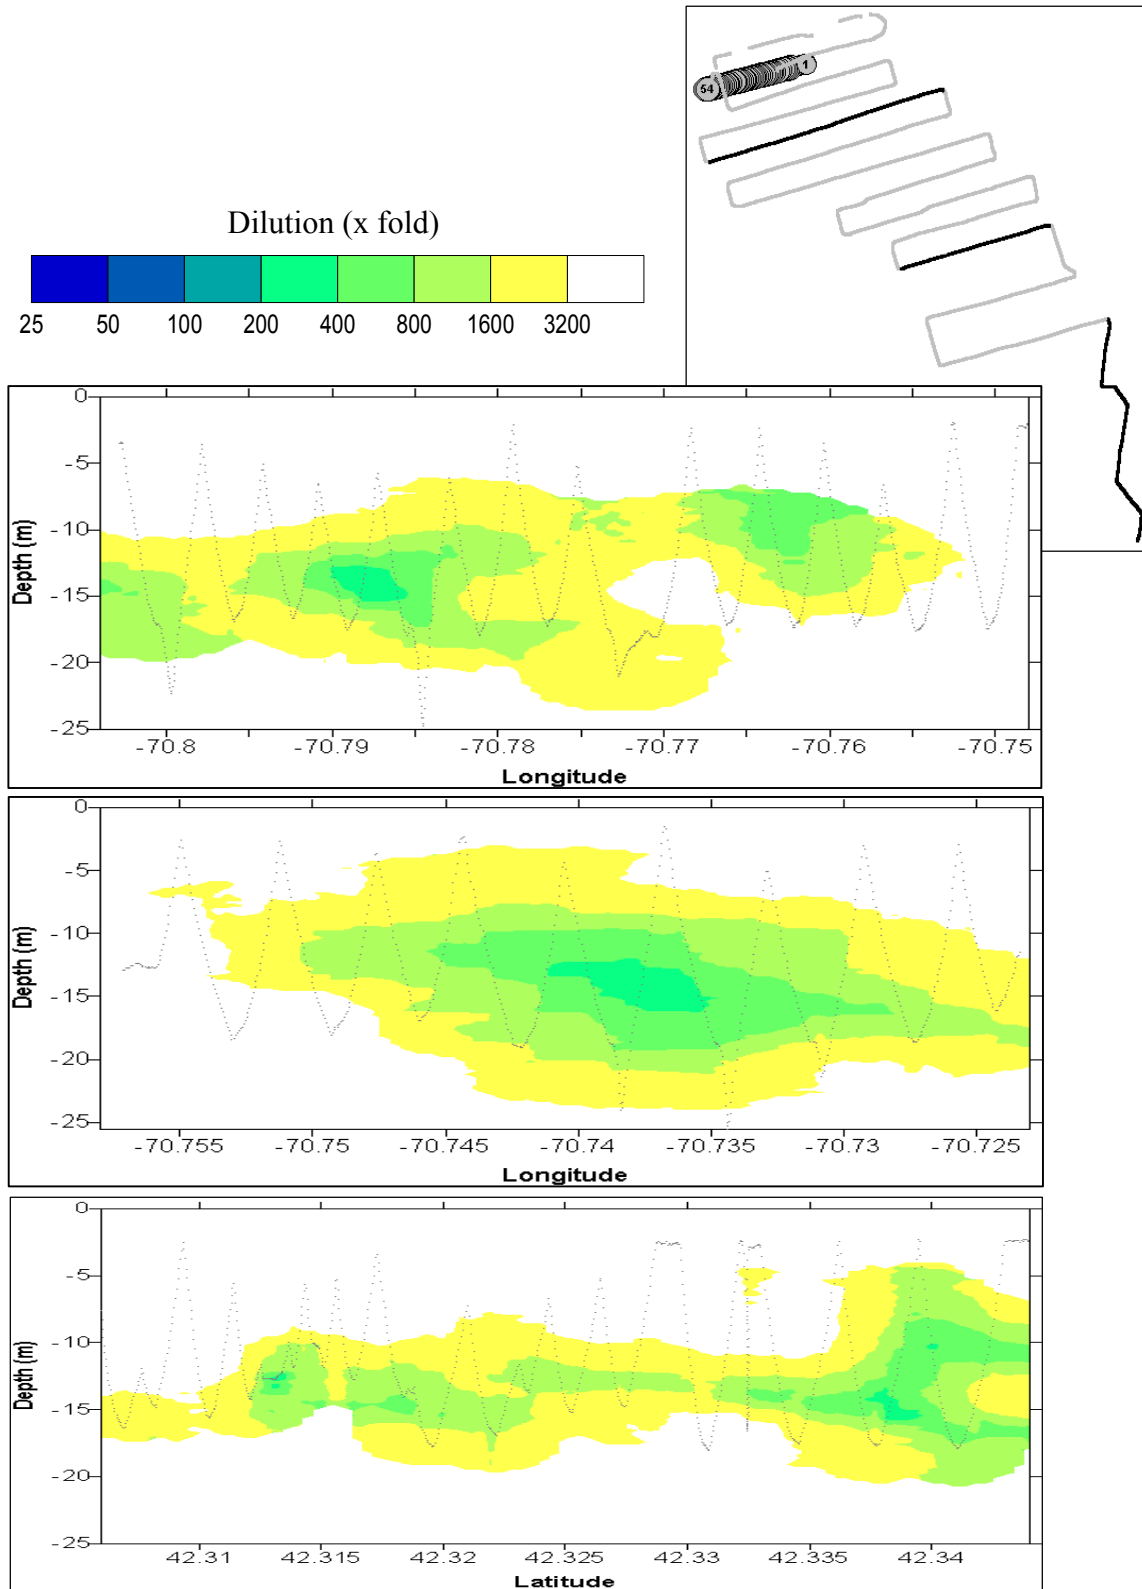 1
54
Dilution (x fold)
25 50 100 200 400 800 1600 3200
0
-5
-10
-15
-20
-25
Depth (m)
-70.8 -70.79 -70.78 -70.77 -70.76 -70.75
Longitude
0
-5
-10
-15
-20
-25
Depth (m)
-70.755 -70.75 -70.745 -70.74 -70.735 -70.73 -70.725
Longitude
0
-5
-10
-15
-20
-25
Depth (m)
42.31 42.315 42.32 42.325 42.33 42.335 42.34
Latitude